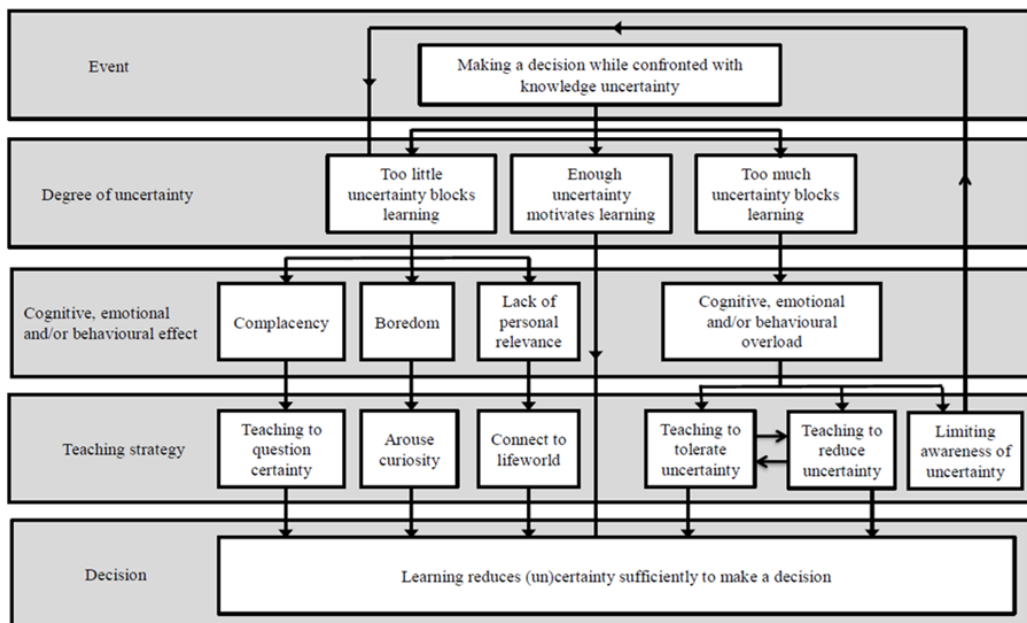 Event
Making a decision while confronted with
knowledge uncertainty
Degree of uncertainty
Too little
uncertainty blocks
learning
Enough
uncertainty
motivates learning
Too much
uncertainty blocks
learning
Cognitive, emotional
and/or behavioural effect
Complacency
Boredom
Lack of
personal
relevance
Cognitive, emotional
and/or behavioural
overload
Teaching strategy
Teaching to
question
certainty
Arouse
curiosity
Connect to
lifeworld
Teaching to
tolerate
uncertainty
Teaching to
reduce
uncertainty
Limiting
awareness of
uncertainty
Decision
Learning reduces (un)certainty sufficiently to make a decision